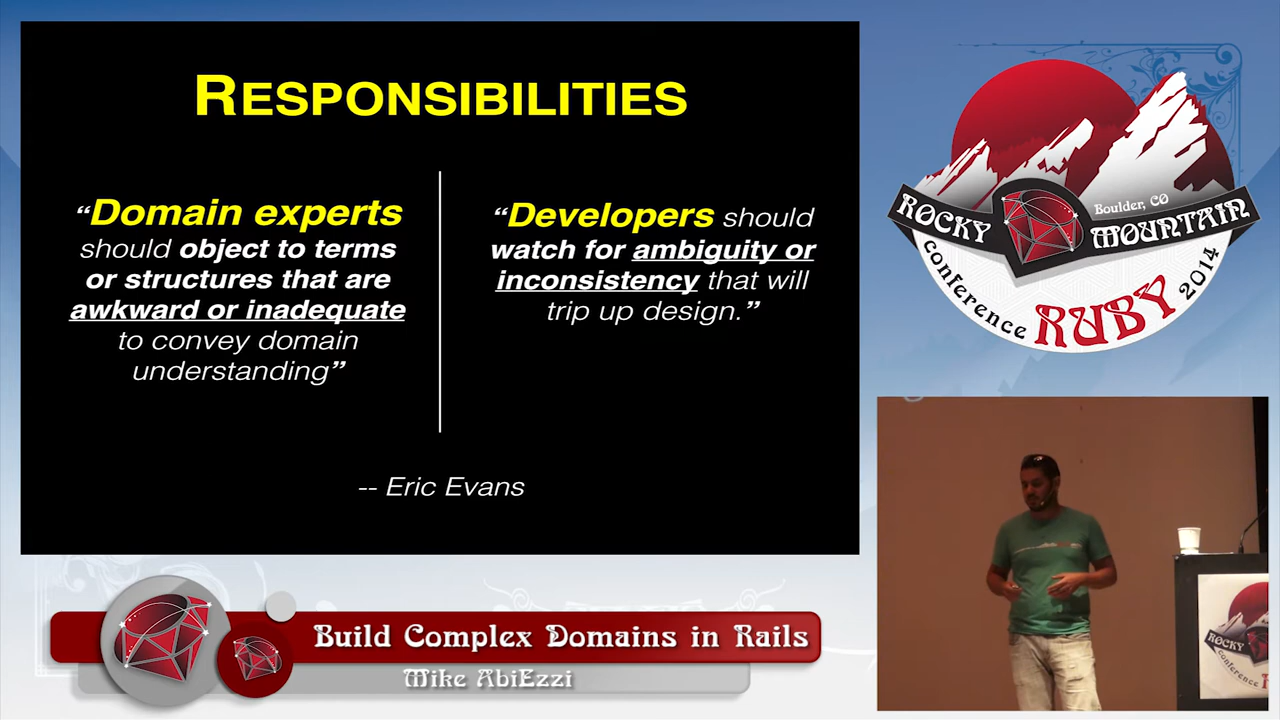 RESPONSIBILITIES
“Domain experts
should object to terms
or structures that are
awkward or inadequate
to convey domain
understanding”
“Developers should
watch for ambiguity or
inconsistency that will
trip up design.”
-- Eric Evans
Boulder, CO
ROCKY MOUNTAIN
conference RUBY 2014
Build Complex Domains in Rails
Mike AbiEzzi
ROCKY
conference